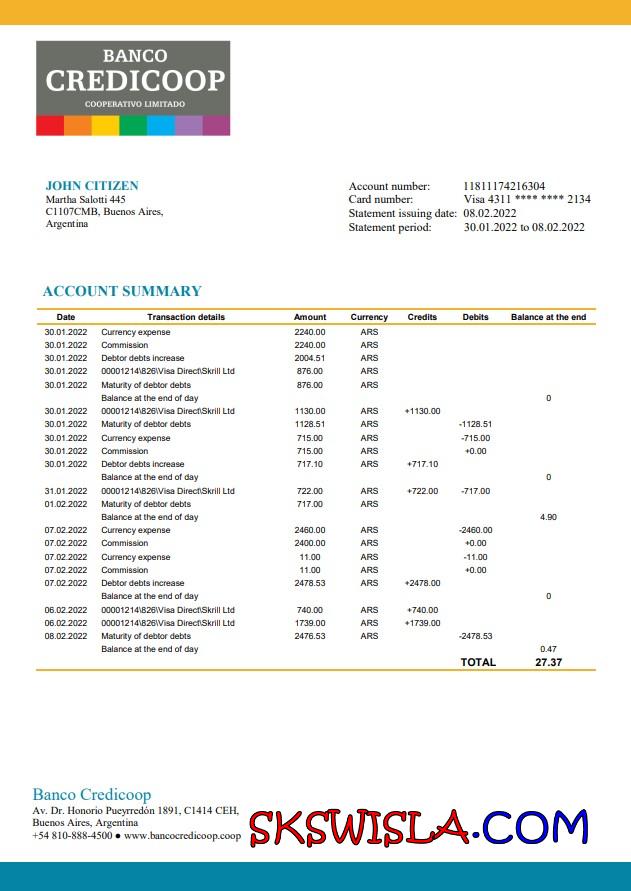 BANCO
CREDICOOP
COOPERATIVO LIMITADO
JOHN CITIZEN
Martha Salotti 445
C1107CMB, Buenos Aires,
Argentina
Account number: 11811174216304
Card number: Visa 4311 **** **** 2134
Statement issuing date: 08.02.2022
Statement period: 30.01.2022 to 08.02.2022
ACCOUNT SUMMARY
Date Transaction details Amount Currency Credits Debits Balance at the end
30.01.2022 Currency expense 2240.00 ARS
30.01.2022 Commission 2240.00 ARS
30.01.2022 Debtor debts increase 2004.51 ARS
30.01.2022 00001214\826\Visa Direct\Skrill Ltd 876.00 ARS
30.01.2022 Maturity of debtor debts 876.00 ARS
Balance at the end of day 0
30.01.2022 00001214\826\Visa Direct\Skrill Ltd 1130.00 ARS +1130.00
30.01.2022 Maturity of debtor debts 1128.51 ARS -1128.51
30.01.2022 Currency expense 715.00 ARS -715.00
30.01.2022 Commission 715.00 ARS +0.00
30.01.2022 Debtor debts increase 717.10 ARS +717.10
Balance at the end of day 0
31.01.2022 00001214\826\Visa Direct\Skrill Ltd 722.00 ARS +722.00 -717.00
01.02.2022 Maturity of debtor debts 717.00 ARS
Balance at the end of day 4.90
07.02.2022 Currency expense 2460.00 ARS -2460.00
07.02.2022 Commission 2400.00 ARS +0.00
07.02.2022 Currency expense 11.00 ARS -11.00
07.02.2022 Commission 11.00 ARS +0.00
07.02.2022 Debtor debts increase 2478.53 ARS +2478.00
Balance at the end of day 0
06.02.2022 00001214\826\Visa Direct\Skrill Ltd 740.00 ARS +740.00
06.02.2022 00001214\826\Visa Direct\Skrill Ltd 1739.00 ARS +1739.00
08.02.2022 Maturity of debtor debts 2476.53 ARS -2478.53
Balance at the end of day 0.47
TOTAL 27.37
Banco Credicoop
Av. Dr. Honorio Pueyrredón 1891, C1414 CEH,
Buenos Aires, Argentina
+54 810-888-4500 ● www.bancocredicoop.coop
SKSWISLA.COM